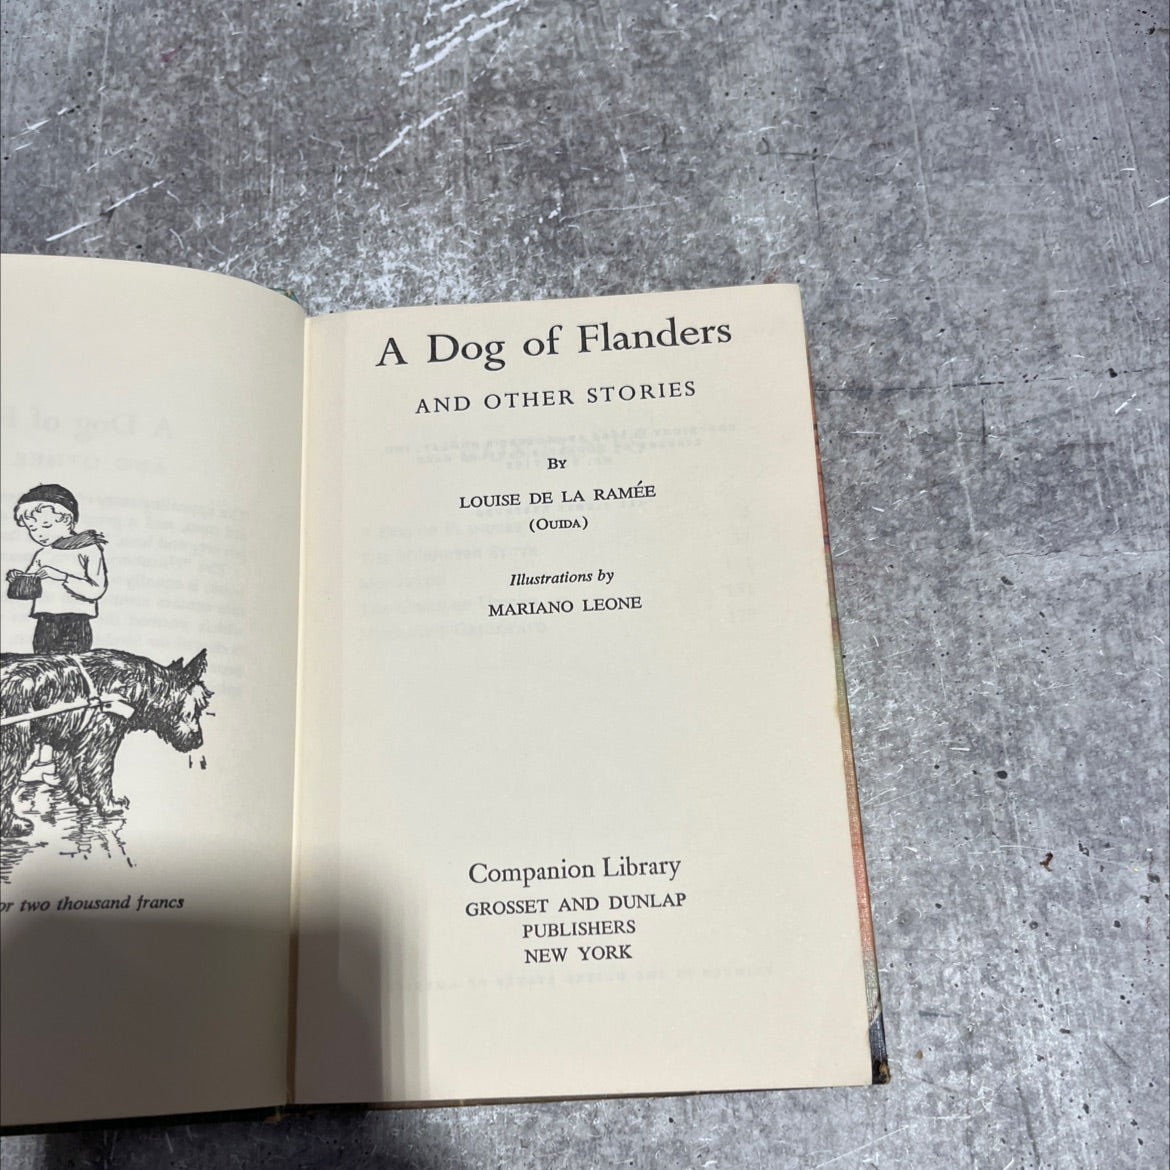 or two thousand francs
A Dog of Flanders
AND OTHER STORIES
By
LOUISE DE LA RAMÉE
(OUIDA)
Illustrations by
MARIANO LEONE
Companion Library
GROSSET AND DUNLAP
PUBLISHERS
NEW YORK